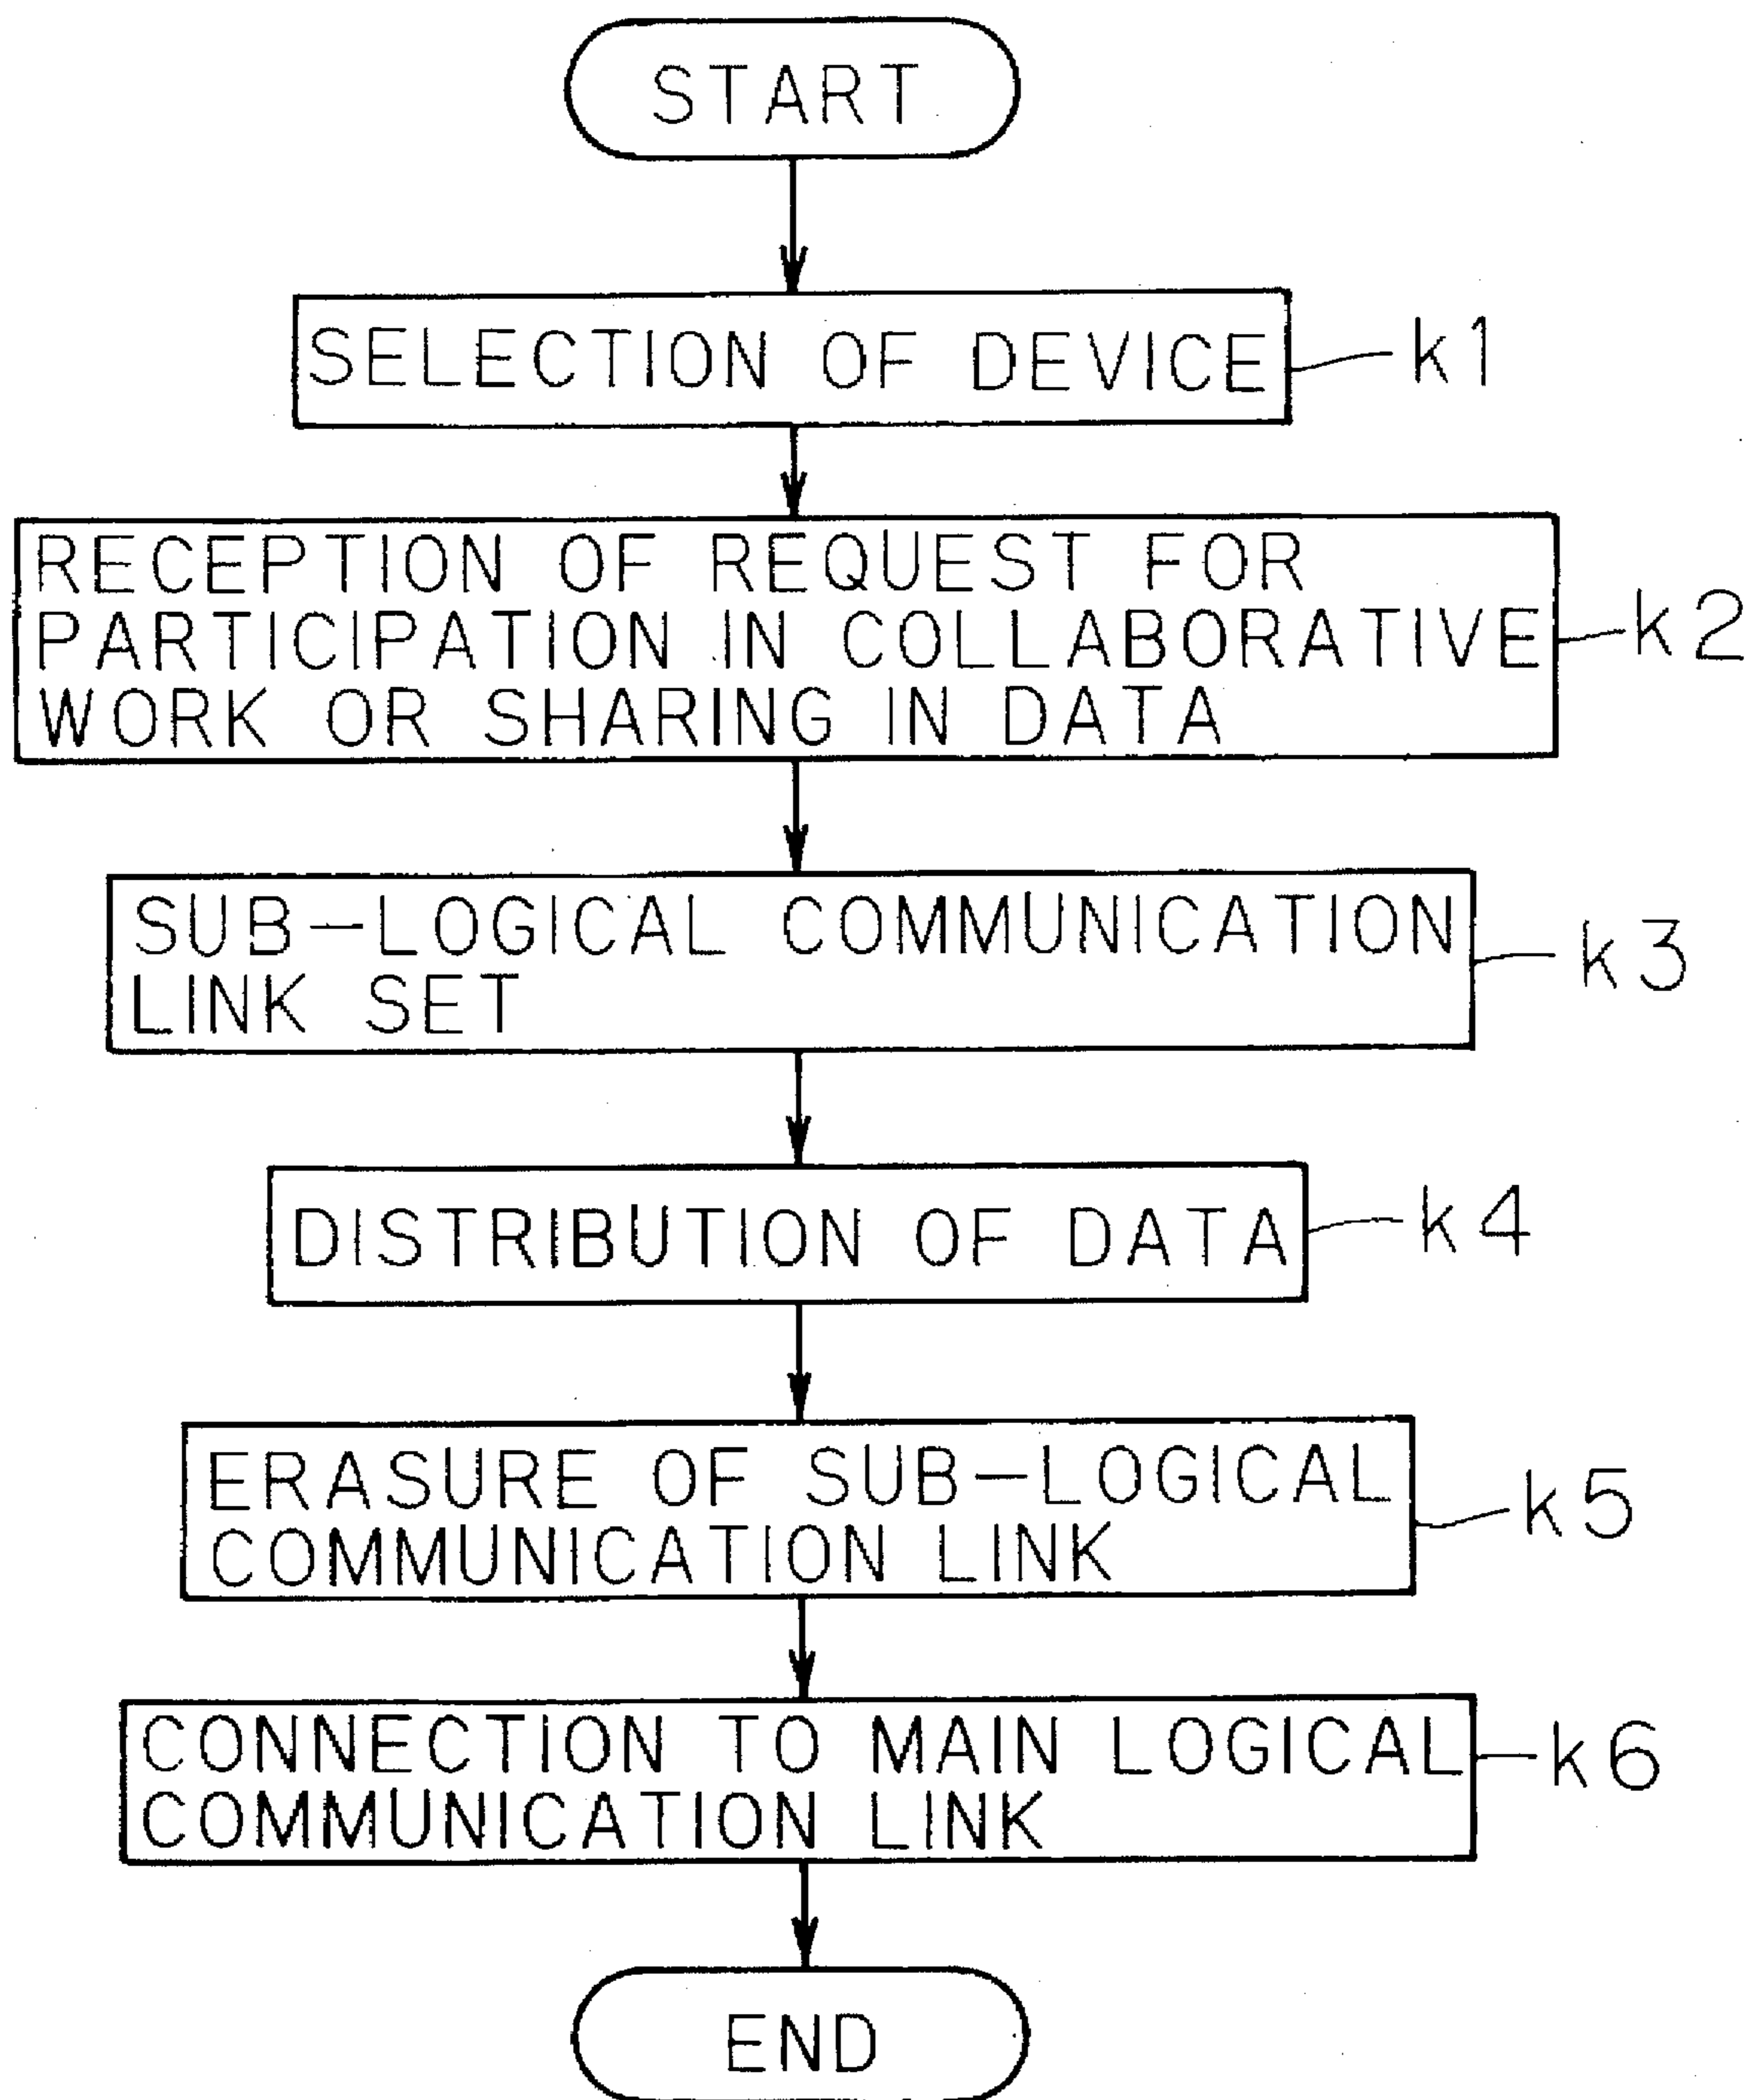 START
SELECTION OF DEVICE
k1
RECEPTION OF REQUEST FOR
PARTICIPATION IN COLLABORATIVE
WORK OR SHARING IN DATA
k2
SUB-LOGICAL COMMUNICATION
LINK SET
k3
DISTRIBUTION OF DATA
k4
ERASURE OF SUB-LOGICAL
COMMUNICATION LINK
k5
CONNECTION TO MAIN LOGICAL
COMMUNICATION LINK
k6
END